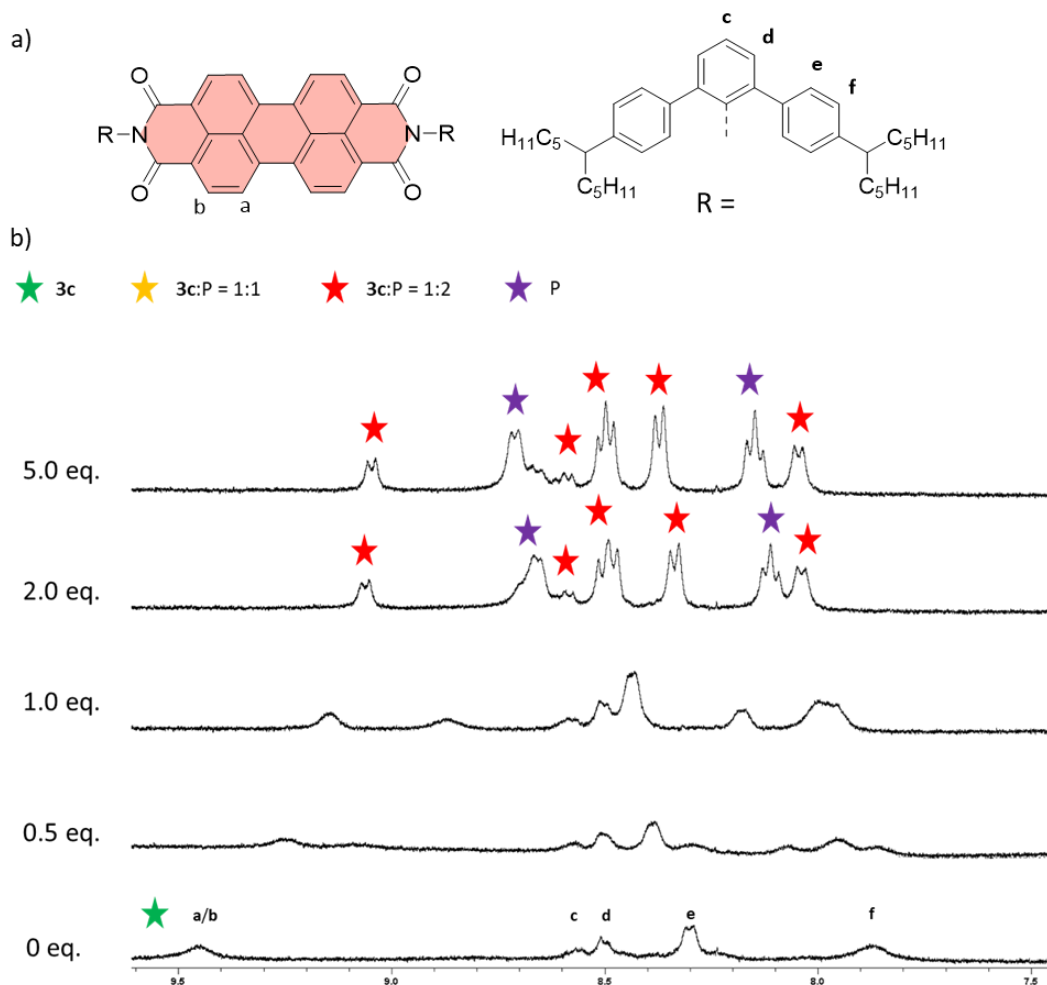 a)
O
O
R
N
N
R
O
O
b
a
c
d
e
f
H11C5
C5H11
C5H11
C5H11
R =
b)
3c
3c:P = 1:1
3c:P = 1:2
P
5.0 eq.
2.0 eq.
1.0 eq.
0.5 eq.
0 eq.
a/b
c
d
e
f
9.5
9.0
8.5
8.0
7.5